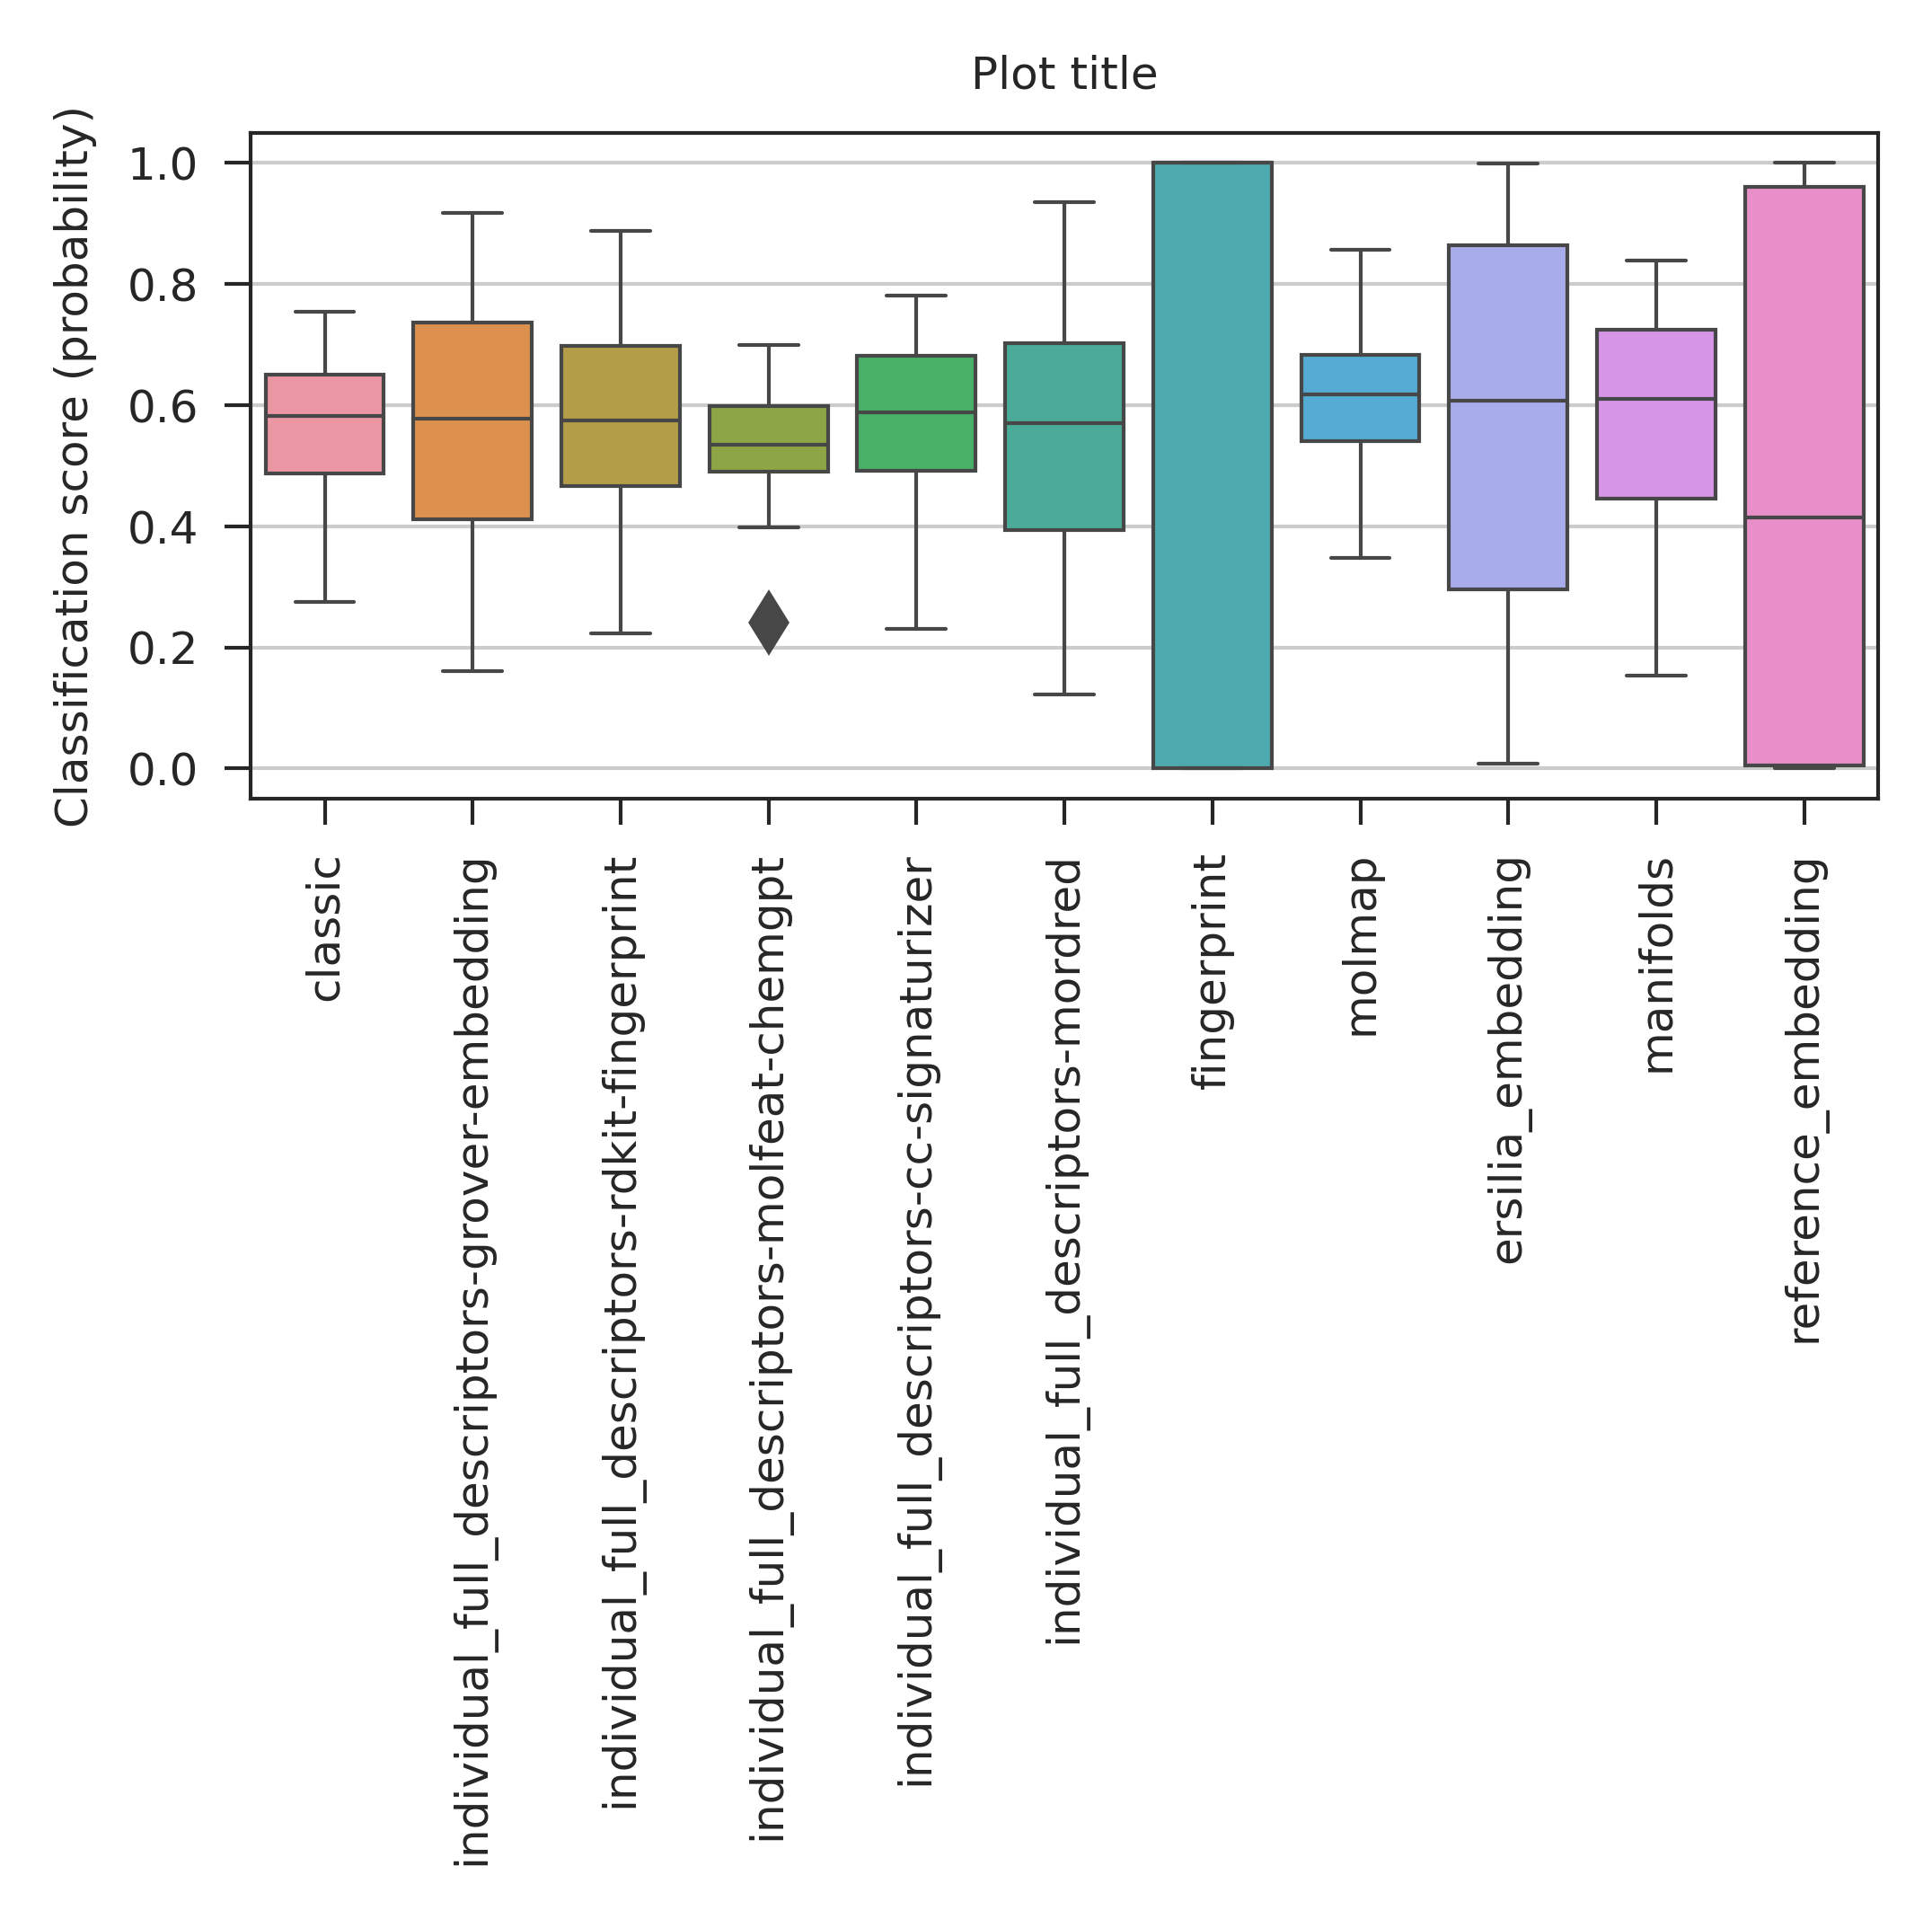 Plot title
Classification score (probability)
1.0
0.8
0.6
0.4
0.2
0.0
classic
individual_full_descriptors-grover-embedding
individual_full_descriptors-rdkit-fingerprint
individual_full_descriptors-molfeat-chemgpt
individual_full_descriptors-cc-signaturizer
individual_full_descriptors-mordred
fingerprint
molmap
ersilia_embedding
manifolds
reference_embedding